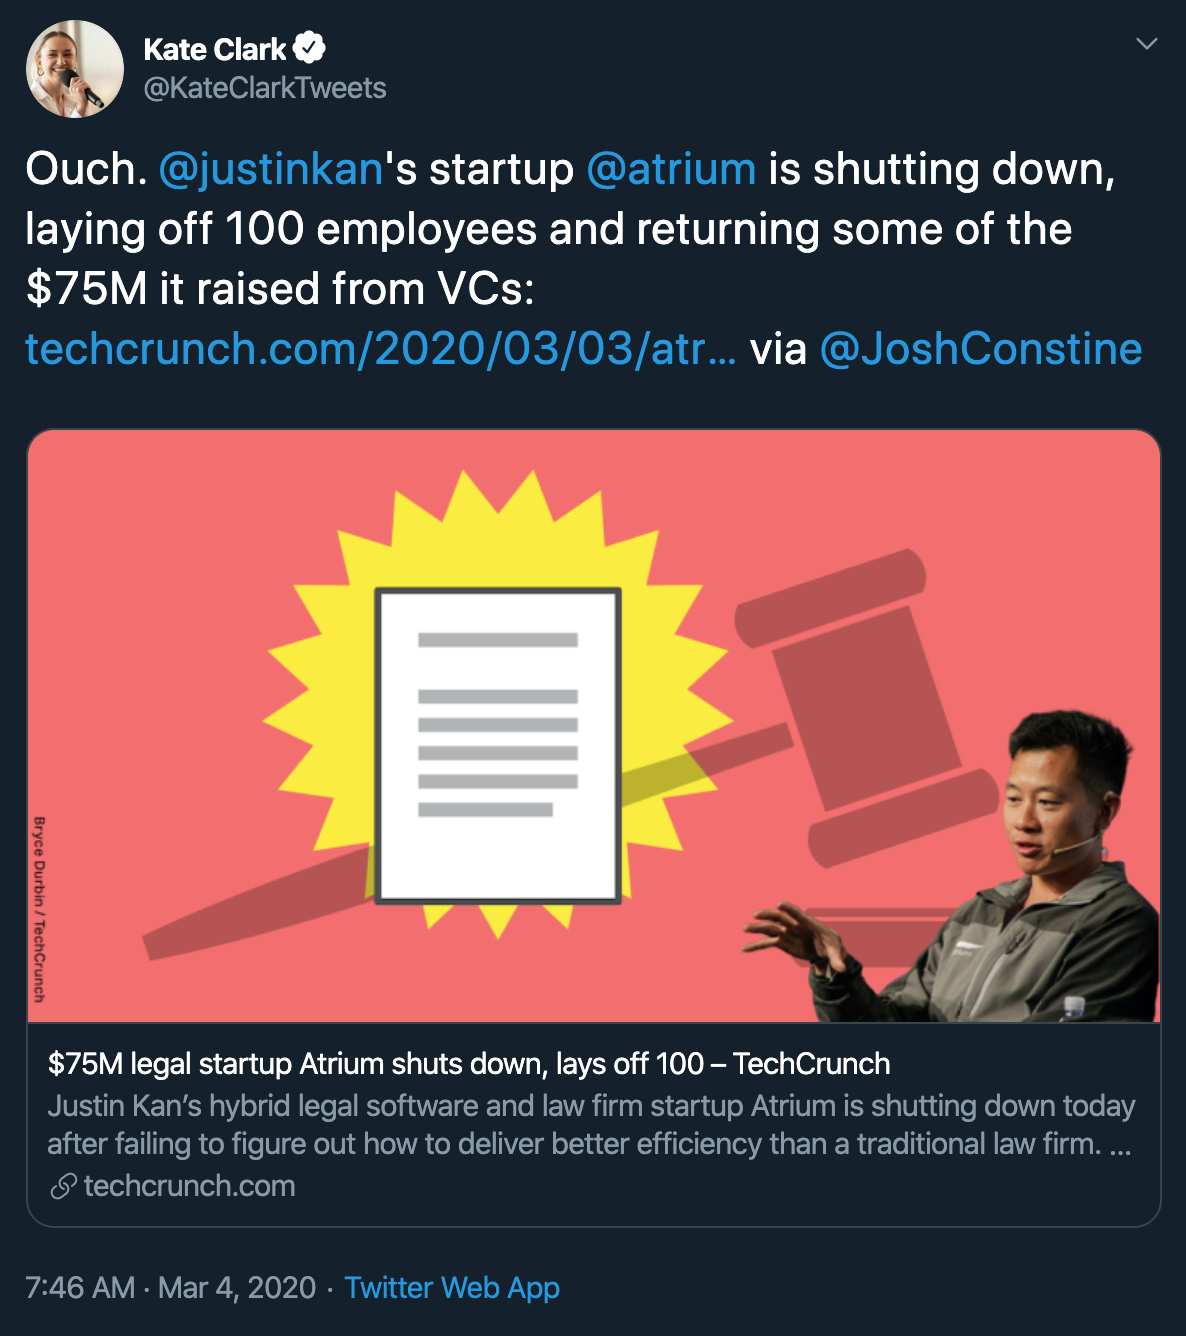 Kate Clark
@KateClarkTweets
Ouch. @justinkan's startup @atrium is shutting down,
laying off 100 employees and returning some of the
$75M it raised from VCs:
techcrunch.com/2020/03/03/atr... via @JoshConstine
Bryce Durbin / TechCrunch
$75M legal startup Atrium shuts down, lays off 100 – TechCrunch
Justin Kan’s hybrid legal software and law firm startup Atrium is shutting down today
after failing to figure out how to deliver better efficiency than a traditional law firm. ...
techcrunch.com
7:46 AM · Mar 4, 2020 · Twitter Web App